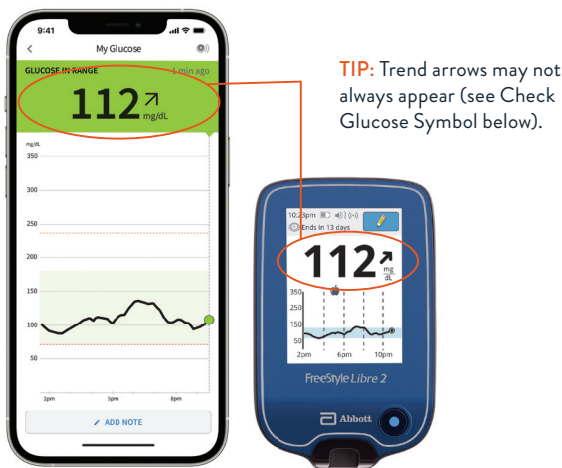 9:41
My Glucose
GLUCOSE IN RANGE
1 min ago
112
mg/dL
mg/dL
350
300
250
200
150
100
50
2pm 5pm 8pm
ADD NOTE
TIP: Trend arrows may not
always appear (see Check
Glucose Symbol below).
10:23pm
Ends in 13 days
112
mg
dL
350
250
150
50
2pm 6pm 10pm
FreeStyle Libre 2
Abbott